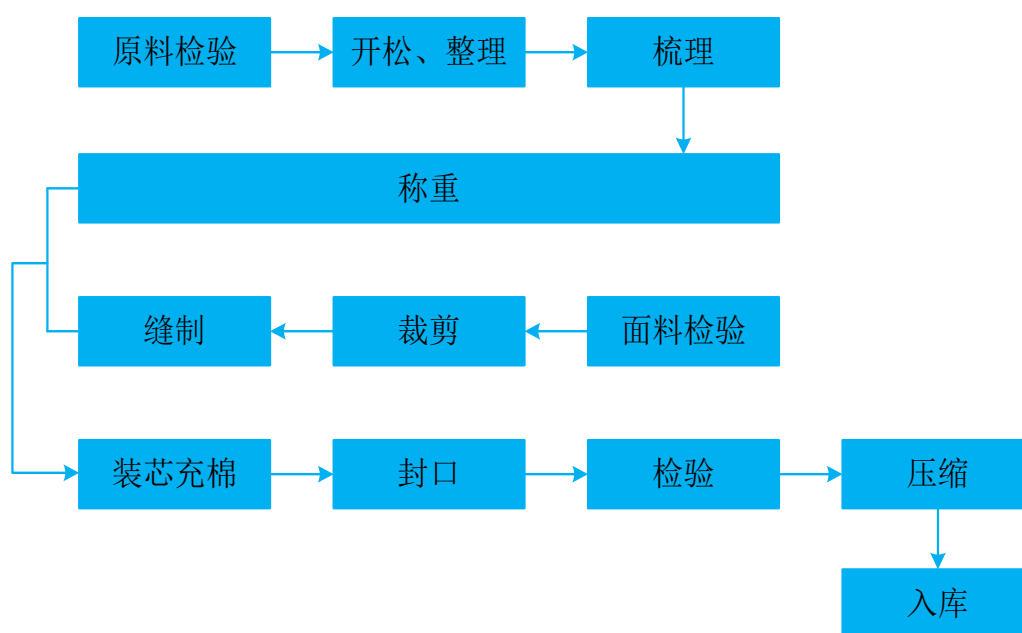 原料检验
开松、整理
梳理
称重
缝制
裁剪
面料检验
装芯充棉
封口
检验
压缩
入库